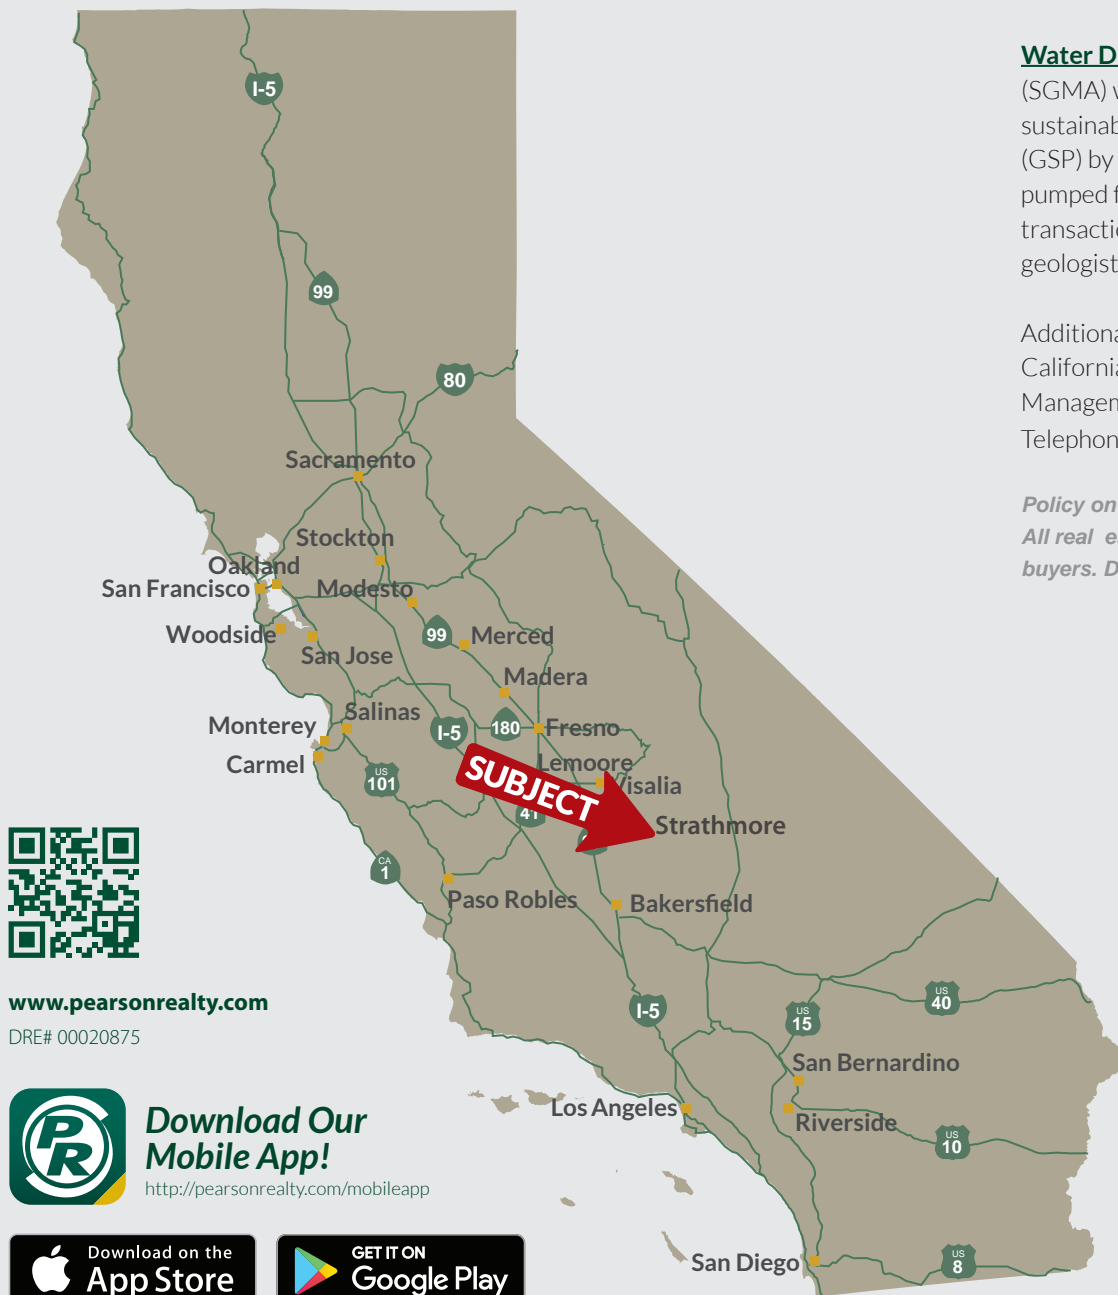 I-5
99
80
Sacramento
Stockton
Oakland
San Francisco
Modesto
Woodside
99
Merced
San Jose
Madera
Salinas
Monterey
I-5
180
Fresno
Carmel
US
101
Lemoore
SUBJECT
Visalia
41
Strathmore
CA
1
Paso Robles
Bakersfield
I-5
US
15
US
40
San Bernardino
Los Angeles
Riverside
US
10
San Diego
US
8
www.pearsonrealty.com
DRE# 00020875
PR
Download Our
Mobile App!
http://pearsonrealty.com/mobileapp
Download on the
App Store
GET IT ON
Google Play
Water D
(SGMA) w
sustainab
(GSP) by
pumped f
transactio
geologist
Additiona
California
Managem
Telephon
Policy on
All real es
buyers. D